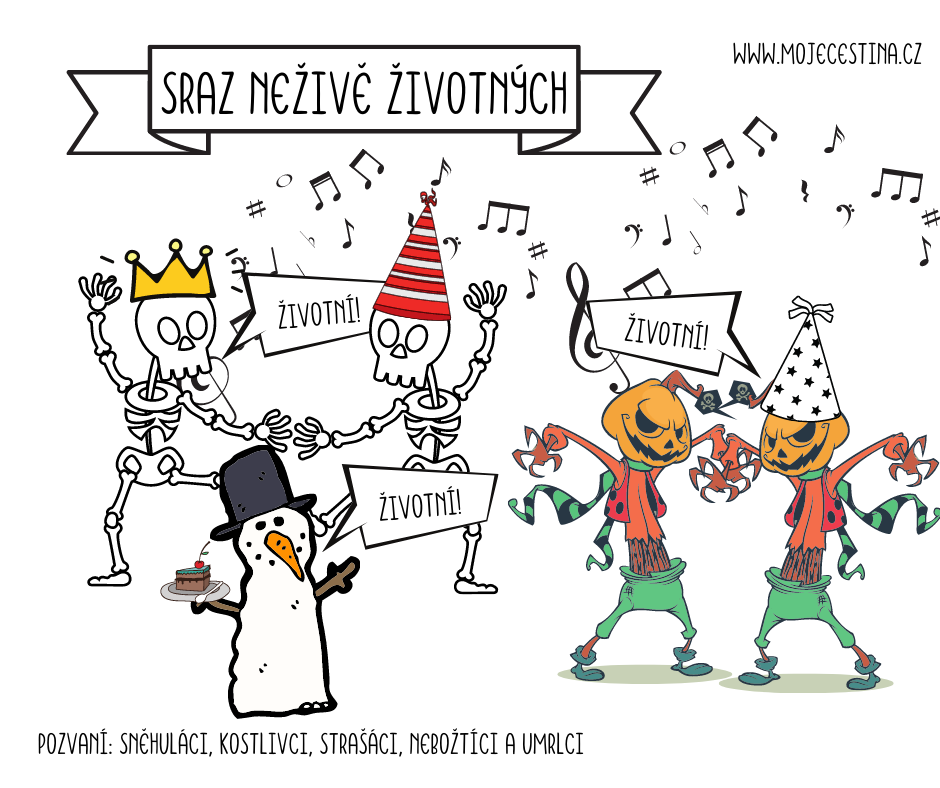 WWW.MOJECESTINA.CZ
SRAZ NEŽIVĚ ŽIVOTNÝCH
ŽIVOTNÍ!
ŽIVOTNÍ!
ŽIVOTNÍ!
POZVANÍ: SNĚHULÁCI, KOSTLIVCI, STRAŠÁCI, NEBOŽTÍCI A UMRLCI